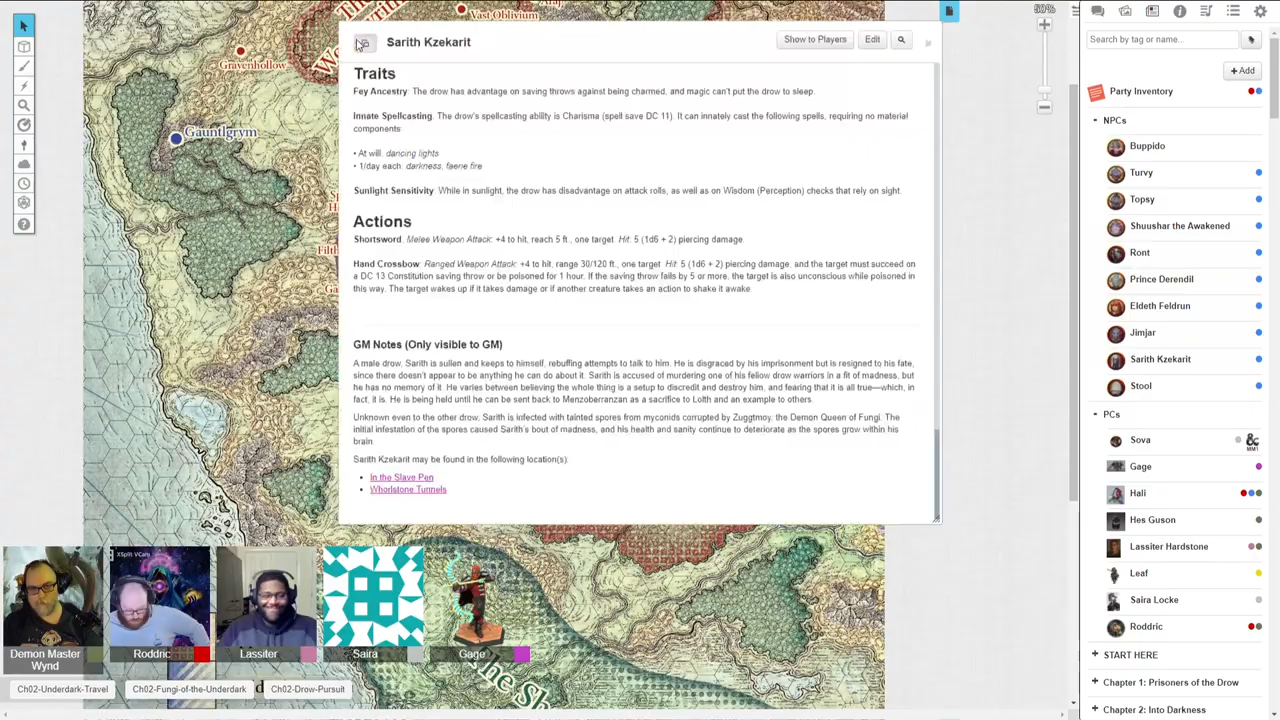 Vast Oblivion
Gravenhollow
Gauntlgrym
the Sh
50%
Sarith Kzekarit
Show to Players
Edit
Traits
Fey Ancestry: The drow has advantage on saving throws against being charmed, and magic can't put the drow to sleep.
Innate Spellcasting. The drow's spellcasting ability is Charisma (spell save DC 11). It can innately cast the following spells, requiring no material
components:
• At will: dancing lights
• 1/day each: darkness, faerie fire
Sunlight Sensitivity: While in sunlight, the drow has disadvantage on attack rolls, as well as on Wisdom (Perception) checks that rely on sight.
Actions
Shortsword. Melee Weapon Attack: +4 to hit, reach 5 ft., one target. Hit: 5 (1d6 + 2) piercing damage.
Hand Crossbow: Ranged Weapon Attack: +4 to hit, range 30/120 ft., one target. Hit: 5 (1d6 + 2) piercing damage, and the target must succeed on
a DC 13 Constitution saving throw or be poisoned for 1 hour. If the saving throw fails by 5 or more, the target is also unconscious while poisoned in
this way. The target wakes up if it takes damage or if another creature takes an action to shake it awake.
GM Notes (Only visible to GM)
A male drow, Sarith is sullen and keeps to himself, rebuffing attempts to talk to him. He is disgraced by his imprisonment but is resigned to his fate,
since there doesn't appear to be anything he can do about it. Sarith is accused of murdering one of his fellow drow warriors in a fit of madness, but
he has no memory of it. He varies between believing the whole thing is a setup to discredit and destroy him, and fearing that it is all true—which, in
fact, it is. He is being held until he can be sent back to Menzoberranzan as a sacrifice to Lolth and an example to others.
Unknown even to the other drow, Sarith is infected with tainted spores from myconids corrupted by Zuggtmoy, the Demon Queen of Fungi. The
initial infestation of the spores caused Sarith's bout of madness, and his health and sanity continue to deteriorate as the spores grow within his
brain.
Sarith Kzekarit may be found in the following location(s):
• In the Slave Pen
• Whorlstone Tunnels
XSplit VCam
Demon Master
Wynd
Roddric
Lassiter
Saira
Gage
Ch02-Underdark-Travel
Ch02-Fungi-of-the-Underdark
Ch02-Drow-Pursuit
Search by tag or name...
+ Add
Party Inventory
NPCs
Buppido
Turvy
Topsy
Shuushar the Awakened
Ront
Prince Derendil
Eldeth Feldrun
Jimjar
Sarith Kzekarit
Stool
PCs
Sova
Gage
Hali
Hes Guson
Lassiter Hardstone
Leaf
Saira Locke
Roddric
+ START HERE
+ Chapter 1: Prisoners of the Drow
+ Chapter 2: Into Darkness